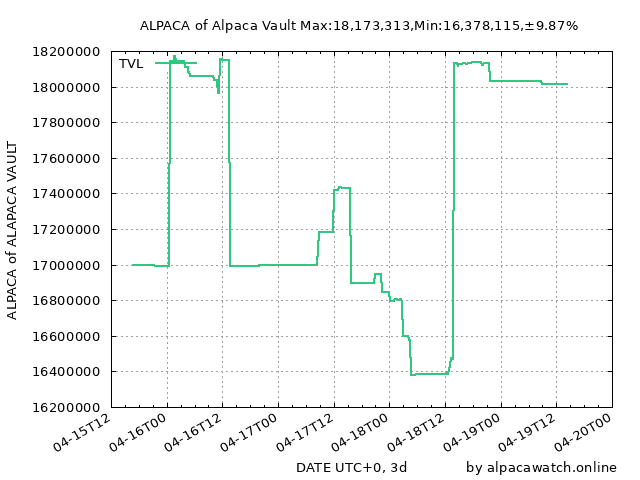 ALPACA of Alpaca Vault Max:18,173,313,Min:16,378,115,±9.87%
TVL
ALPACA of ALAPACA VAULT
18200000
18000000
17800000
17600000
17400000
17200000
17000000
16800000
16600000
16400000
16200000
04-15T12
04-16T00
04-16T12
04-17T00
04-17T12
04-18T00
04-18T12
04-19T00
04-19T12
04-20T00
DATE UTC+0, 3d
by alpacawatch.online